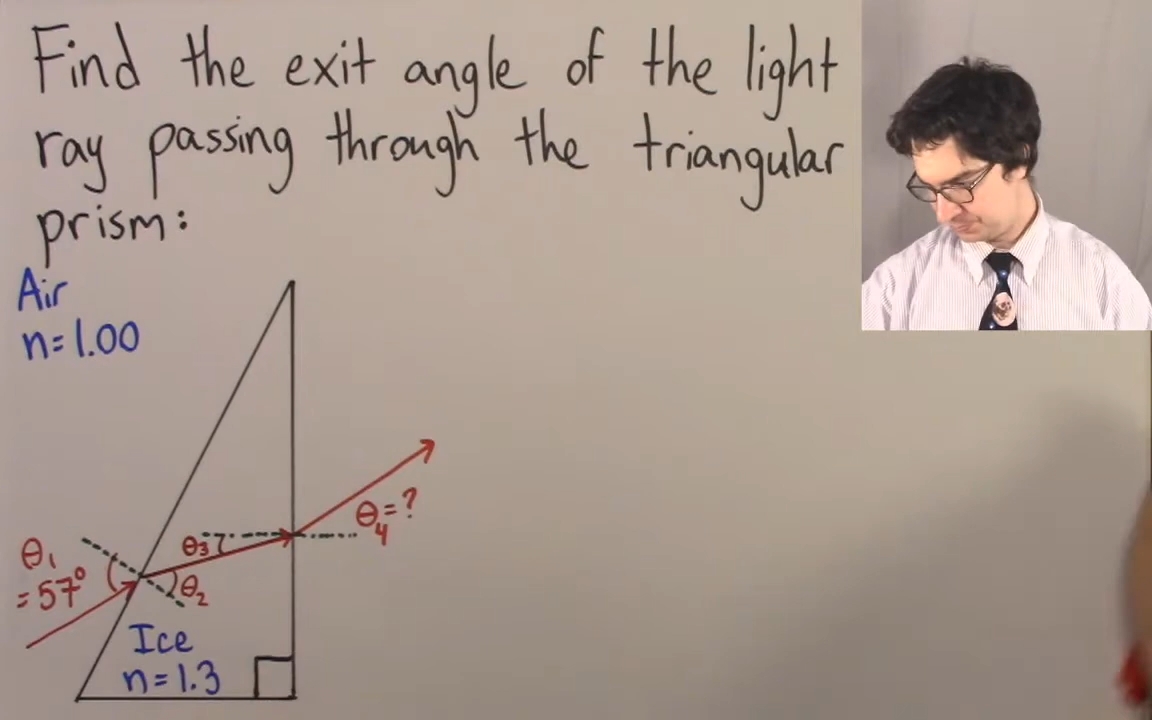 Find the exit angle of the light
ray passing through the triangular
prism:
Air
n=1.00
θ₁
=57°
θ₃
θ₂
θ₄=?
Ice
n=1.3